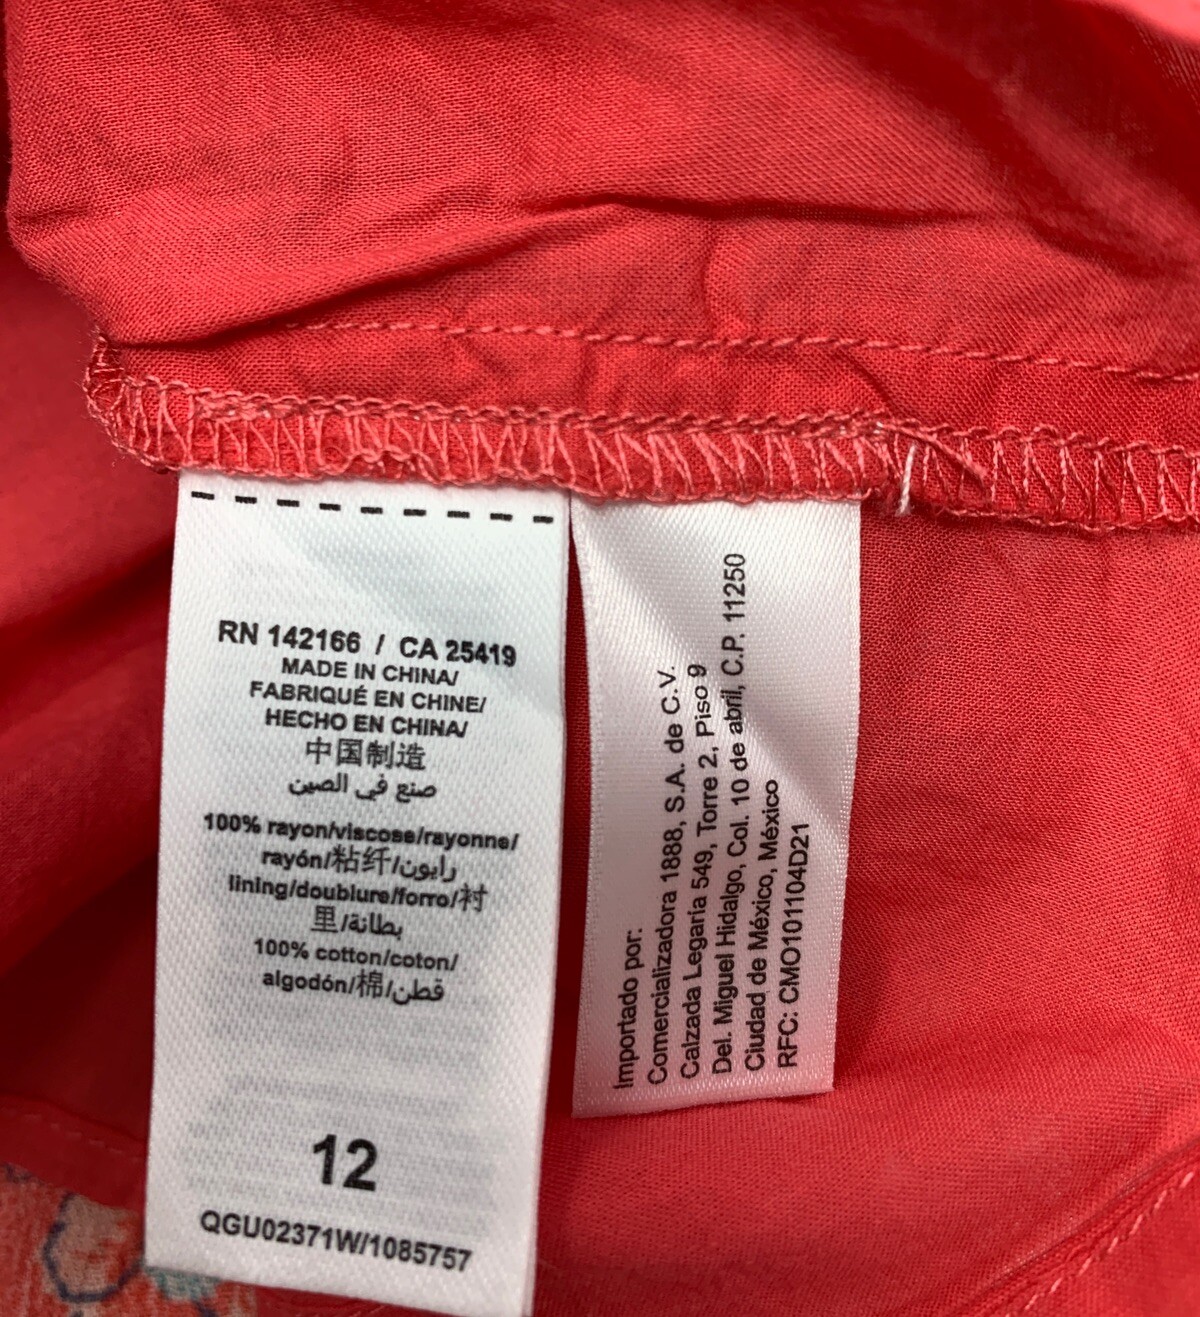 RN 142166 / CA 25419
MADE IN CHINA/
FABRIQUÉ EN CHINE/
HECHO EN CHINA/
中国制造
صنع في الصين
100% rayon/viscose/rayonne/
rayón/粘纤/رايون/
lining/doublure/forro/衬
里/بطانة/
100% cotton/coton/
algodón/棉/قطن/
12
QGU02371W/1085757
Importado por:
Comercializadora 1888, S.A. de C.V.
Calzada Legaria 549, Torre 2, Piso 9
Del. Miguel Hidalgo, Col. 10 de abril, C.P. 11250
Ciudad de México, México
RFC: CMO101104D21